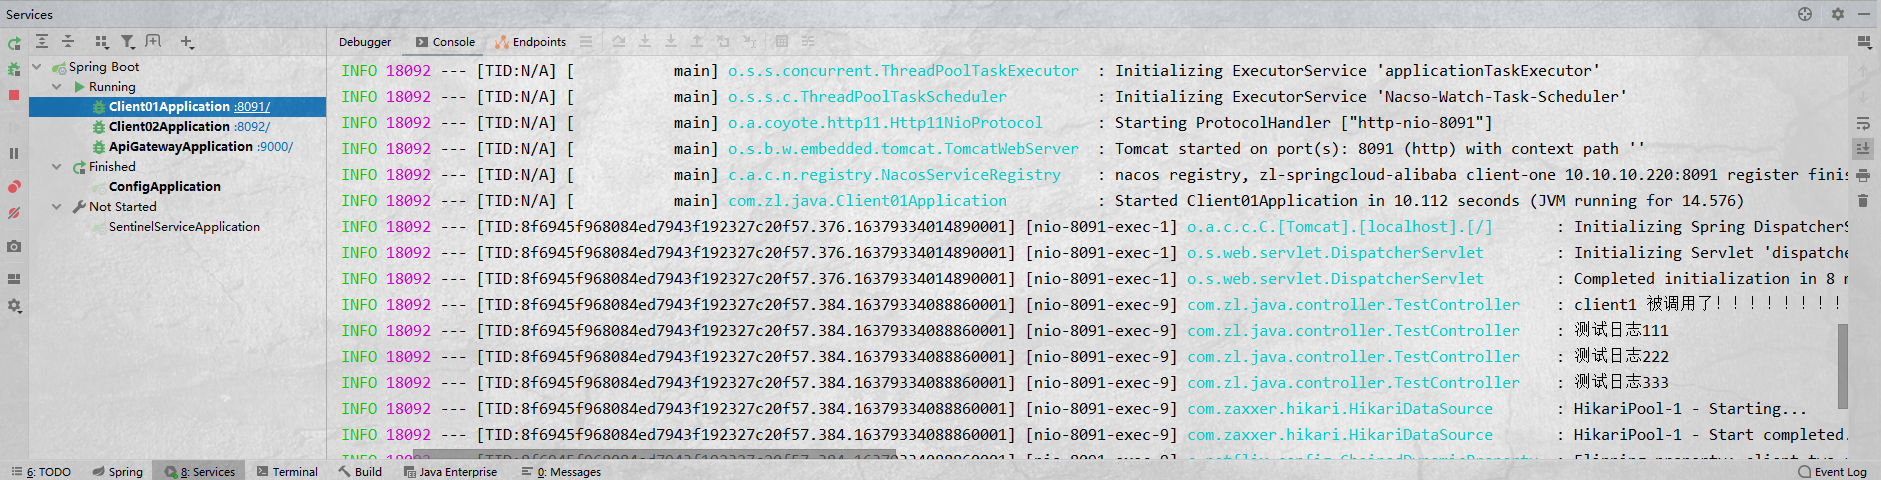 Services
Debugger Console Endpoints
Spring Boot
Running
Client01Application :8091/
Client02Application :8092/
ApiGatewayApplication :9000/
Finished
ConfigApplication
Not Started
SentinelServiceApplication
INFO 18092 --- [TID:N/A] [           main] o.s.s.concurrent.ThreadPoolTaskExecutor  : Initializing ExecutorService 'applicationTaskExecutor'
INFO 18092 --- [TID:N/A] [           main] o.s.s.c.ThreadPoolTaskScheduler          : Initializing ExecutorService 'Nacso-Watch-Task-Scheduler'
INFO 18092 --- [TID:N/A] [           main] o.a.coyote.http11.Http11NioProtocol      : Starting ProtocolHandler ["http-nio-8091"]
INFO 18092 --- [TID:N/A] [           main] o.s.b.w.embedded.tomcat.TomcatWebServer  : Tomcat started on port(s): 8091 (http) with context path ''
INFO 18092 --- [TID:N/A] [           main] c.a.c.n.registry.NacosServiceRegistry    : nacos registry, zl-springcloud-alibaba client-one 10.10.10.220:8091 register finis
INFO 18092 --- [TID:N/A] [           main] com.zl.java.Client01Application          : Started Client01Application in 10.112 seconds (JVM running for 14.576)
INFO 18092 --- [TID:8f6945f968084ed7943f192327c20f57.376.16379334014890001] [nio-8091-exec-1] o.a.c.c.C.[Tomcat].[localhost].[/]       : Initializing Spring DispatcherS
INFO 18092 --- [TID:8f6945f968084ed7943f192327c20f57.376.16379334014890001] [nio-8091-exec-1] o.s.web.servlet.DispatcherServlet        : Initializing Servlet 'dispatche
INFO 18092 --- [TID:8f6945f968084ed7943f192327c20f57.376.16379334014890001] [nio-8091-exec-1] o.s.web.servlet.DispatcherServlet        : Completed initialization in 8 m
INFO 18092 --- [TID:8f6945f968084ed7943f192327c20f57.384.16379334088860001] [nio-8091-exec-9] com.zl.java.controller.TestController    : client1 被调用了！！！！！！！！
INFO 18092 --- [TID:8f6945f968084ed7943f192327c20f57.384.16379334088860001] [nio-8091-exec-9] com.zl.java.controller.TestController    : 测试日志111
INFO 18092 --- [TID:8f6945f968084ed7943f192327c20f57.384.16379334088860001] [nio-8091-exec-9] com.zl.java.controller.TestController    : 测试日志222
INFO 18092 --- [TID:8f6945f968084ed7943f192327c20f57.384.16379334088860001] [nio-8091-exec-9] com.zl.java.controller.TestController    : 测试日志333
INFO 18092 --- [TID:8f6945f968084ed7943f192327c20f57.384.16379334088860001] [nio-8091-exec-9] com.zaxxer.hikari.HikariDataSource       : HikariPool-1 - Starting...
INFO 18092 --- [TID:8f6945f968084ed7943f192327c20f57.384.16379334088860001] [nio-8091-exec-9] com.zaxxer.hikari.HikariDataSource       : HikariPool-1 - Start completed.
6: TODO Spring 8: Services Terminal Build Java Enterprise 0: Messages Event Log